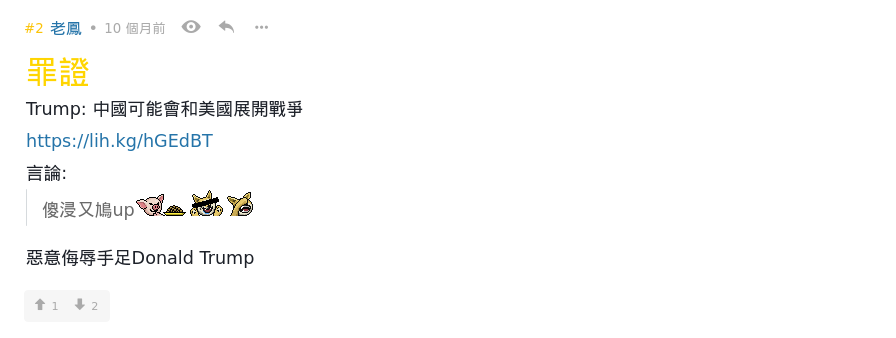 #2 老鳳 • 10 個月前
罪證
Trump: 中國可能會和美國展開戰爭
https://lih.kg/hGEdBT
言論:
傻浸又鳩up
惡意侮辱手足Donald Trump
1 2